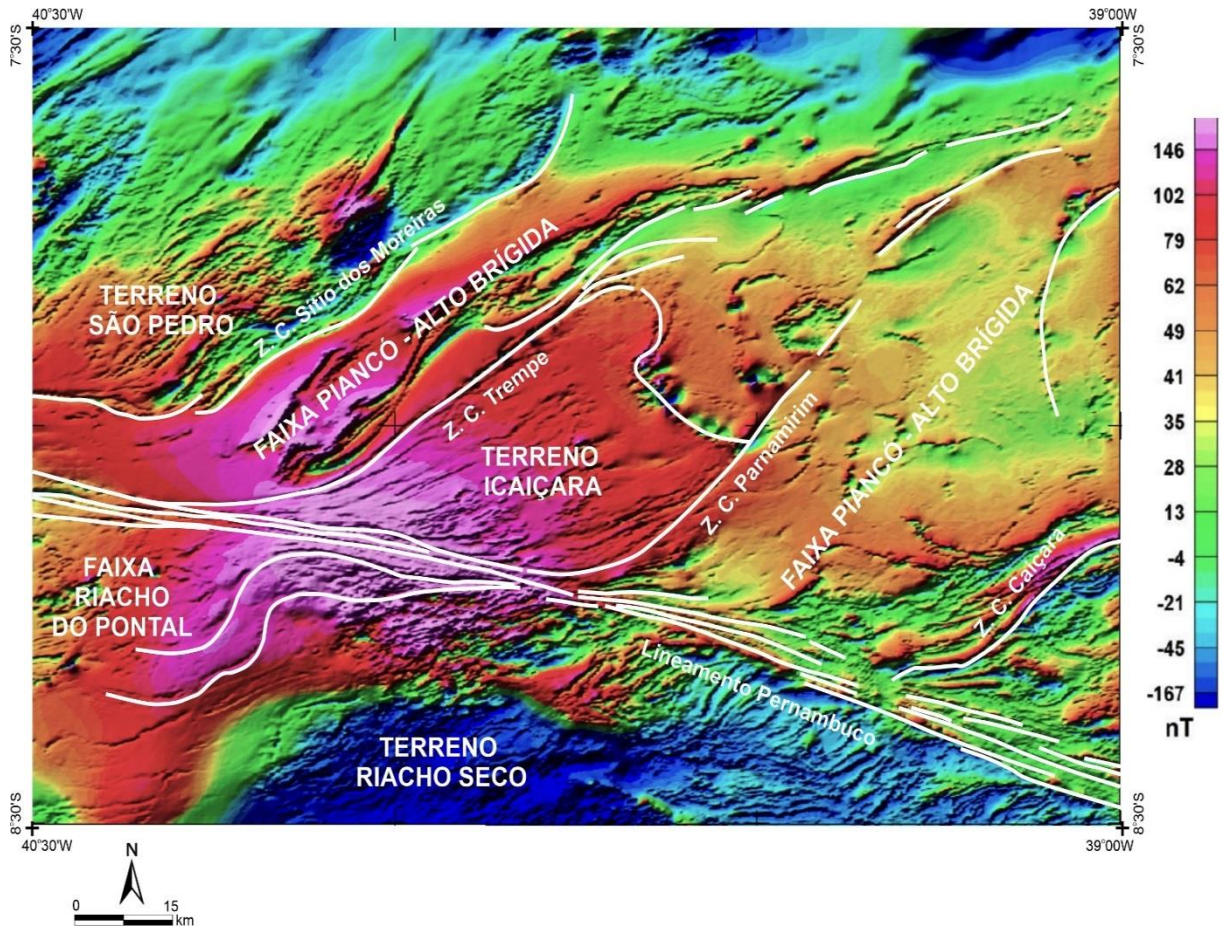 40°30'W
39°00'W
7°30'S
7°30'S
TERRENO
SÃO PEDRO
Z. C. Sítio dos Moreiras
FAIXA PIANCÓ - ALTO BRÍGIDA
Z. C. Trempe
TERRENO
ICAIÇARA
Z. C. Parnamirim
FAIXA PIANCÓ - ALTO BRÍGIDA
Z. C. Caiçara
FAIXA
RIACHO
DO PONTAL
Lineamento Pernambuco
TERRENO
RIACHO SECO
146
102
79
62
49
41
35
28
13
-4
-21
-45
-167
nT
8°30'S
8°30'S
40°30'W
39°00'W
N
0 15
km